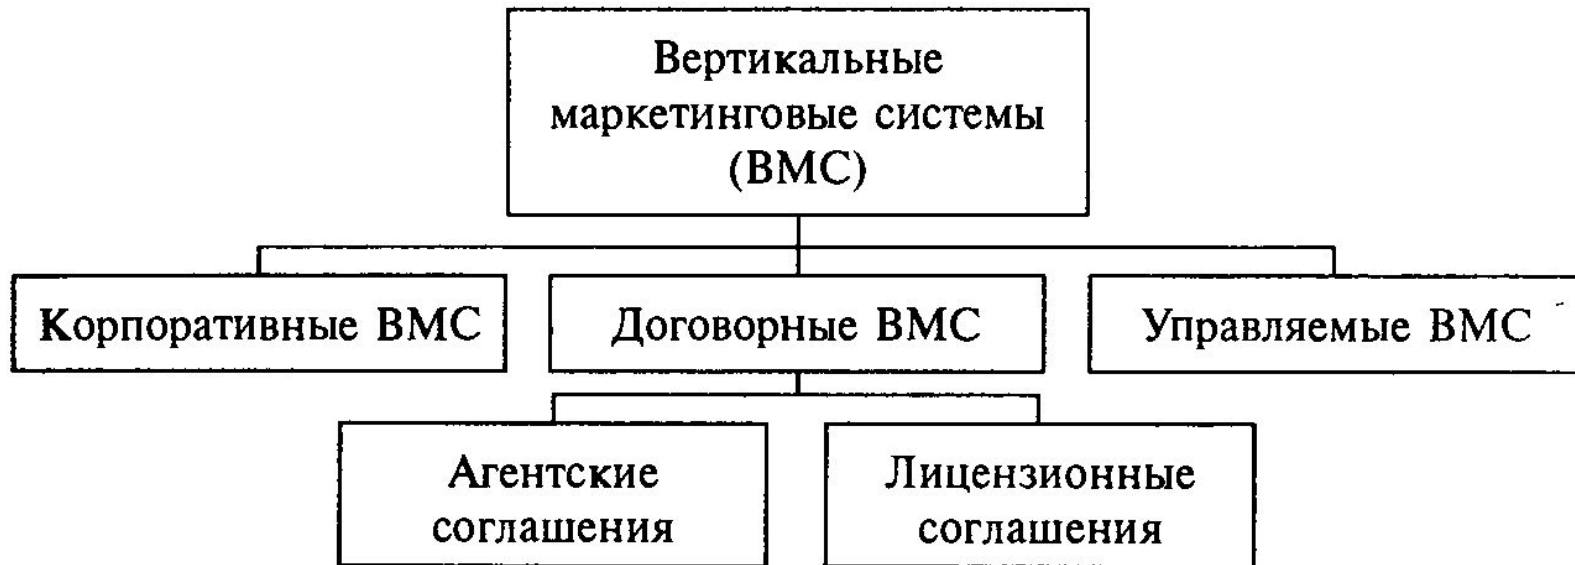 Вертикальные
маркетинговые системы
(ВМС)
Корпоративные ВМС
Договорные ВМС
Управляемые ВМС
Агентские
соглашения
Лицензионные
соглашения